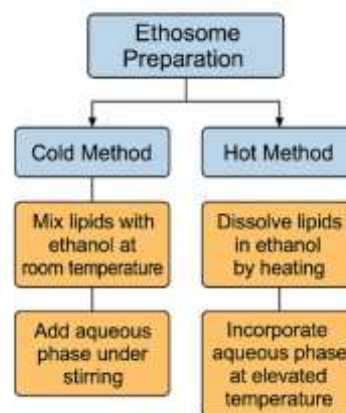 Ethosome
Preparation
Cold Method
Hot Method
Mix lipids with
ethanol at
room temperature
Dissolve lipids
in ethanol
by heating
Add aqueous
phase under
stirring
Incorporate
aqueous phase
at elevated
temperature